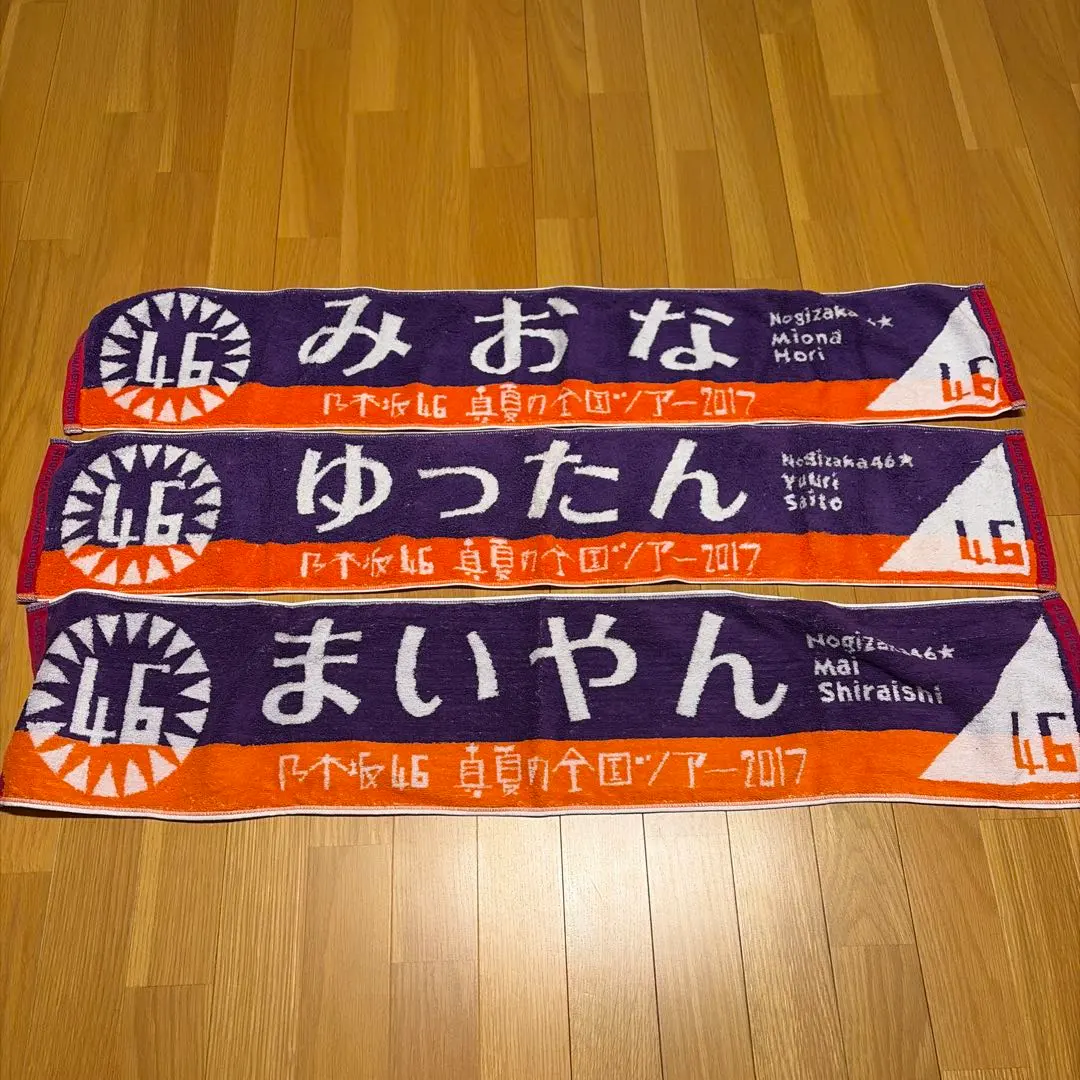 46
みおな
Nogizaka46★
Miona
Hori
乃木坂46 真夏の全国ツアー2017
46
46
ゆったん
Nogizaka46★
Yuuri
Saito
乃木坂46 真夏の全国ツアー2017
46
46
まいやん
Nogizaka46★
Mai
Shiraishi
乃木坂46 真夏の全国ツアー2017
46